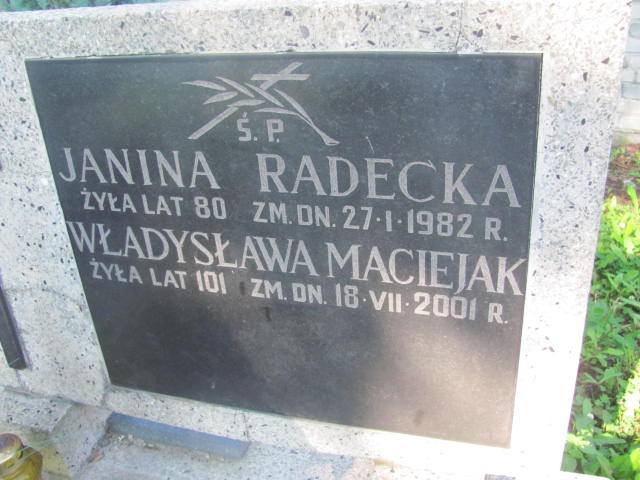 Ś. P.
JANINA RADECKA
ŻYŁA LAT 80 ZM. DN. 27·I·1982 R.
WŁADYSŁAWA MACIEJAK
ŻYŁA LAT 101 ZM. DN. 18·VII·2001 R.